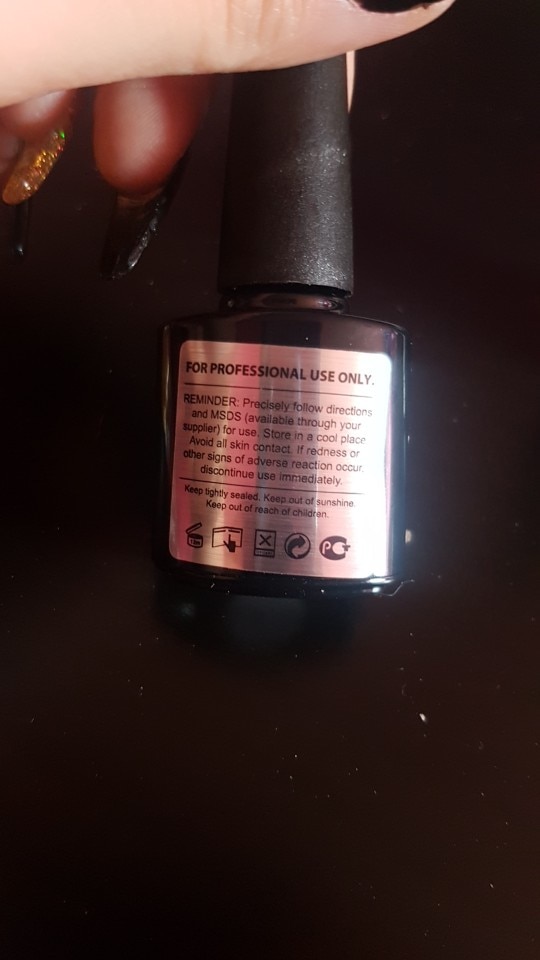 FOR PROFESSIONAL USE ONLY.
REMINDER: Precisely follow directions
and MSDS (available through your
supplier) for use. Store in a cool place
Avoid all skin contact. If redness or
other signs of adverse reaction occur,
discontinue use immediately.
Keep tightly sealed. Keep out of sunshine.
Keep out of reach of children.